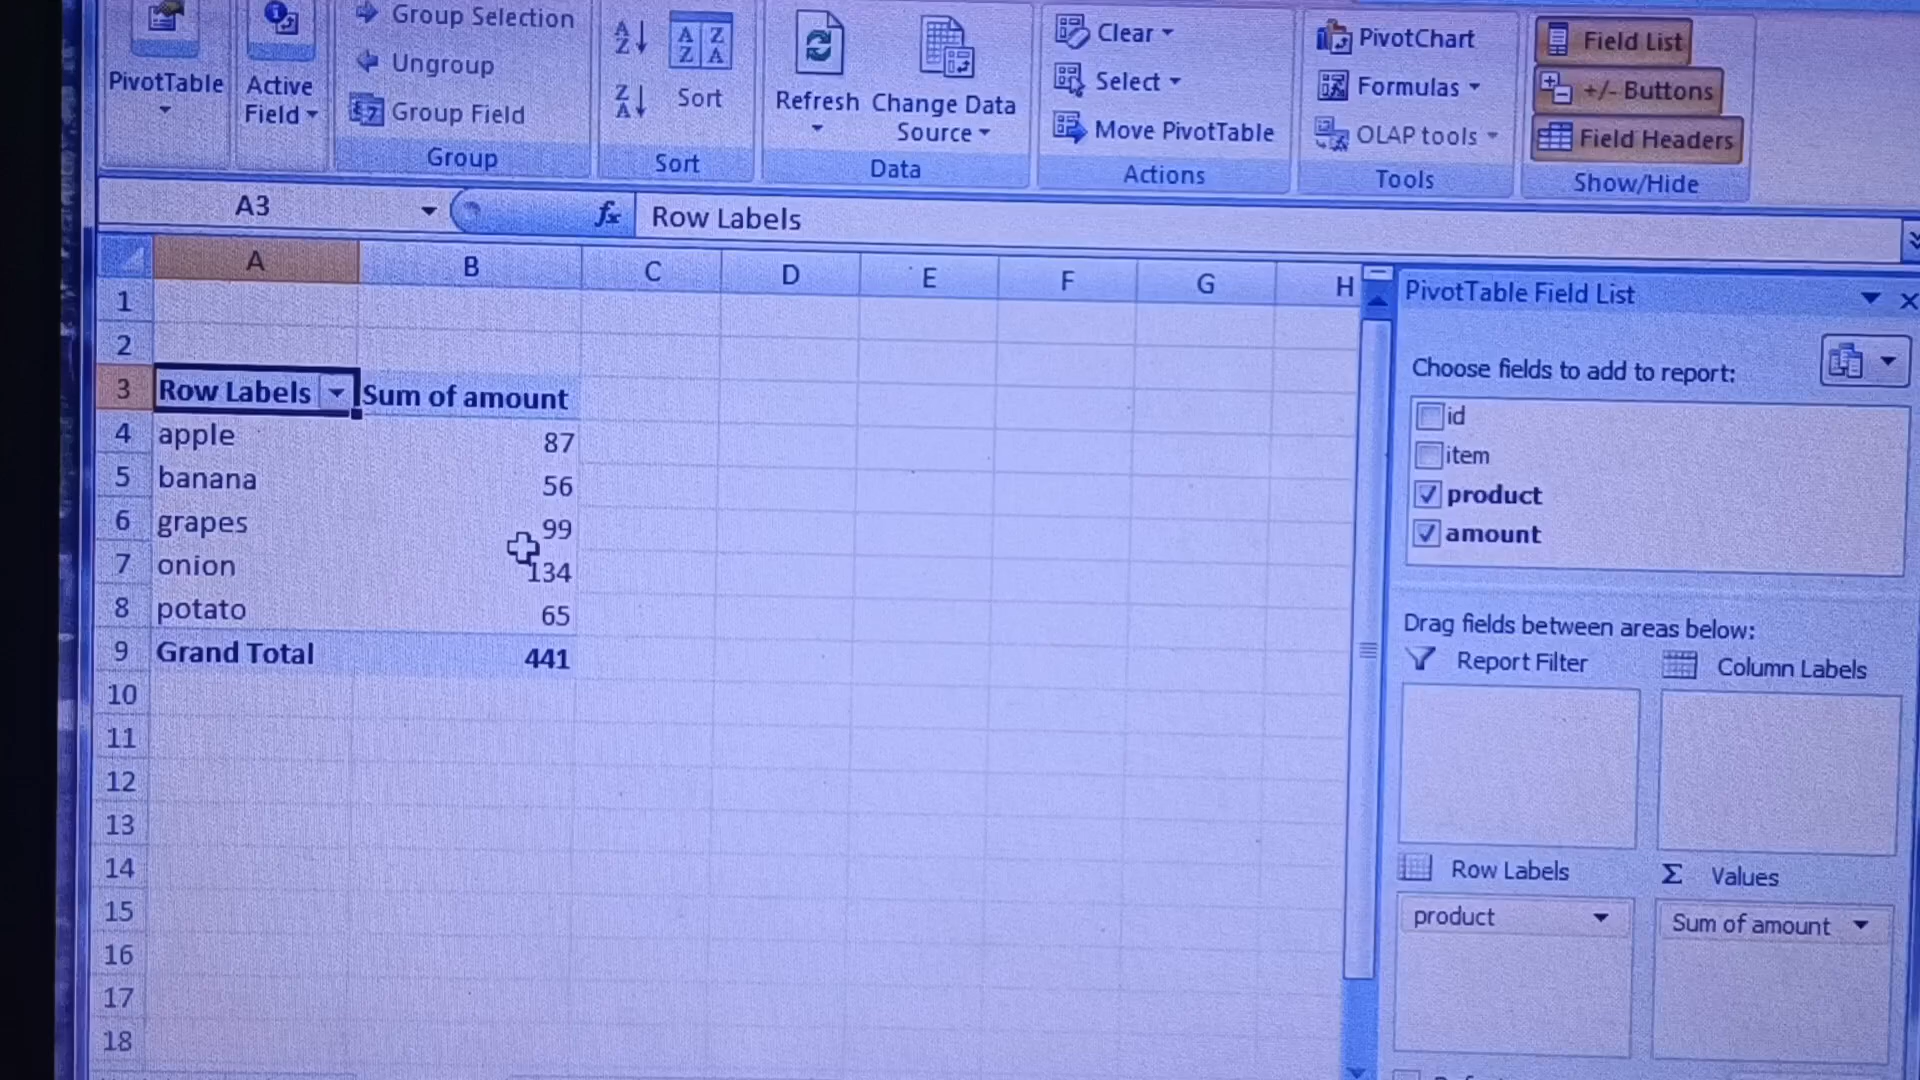 PivotTable
Active Field
Group Selection
Ungroup
Group Field
Group
Sort
Sort
Refresh
Change Data Source
Data
Clear
Select
Move PivotTable
Actions
PivotChart
Formulas
OLAP tools
Tools
Field List
+/- Buttons
Field Headers
Show/Hide
A3
fx
Row Labels
A B C D E F G H
1
2
3 Row Labels Sum of amount
4 apple 87
5 banana 56
6 grapes 99
7 onion 134
8 potato 65
9 Grand Total 441
10
11
12
13
14
15
16
17
18
PivotTable Field List
Choose fields to add to report:
id
item
product
amount
Drag fields between areas below:
Report Filter
Column Labels
Row Labels
Σ Values
product
Sum of amount